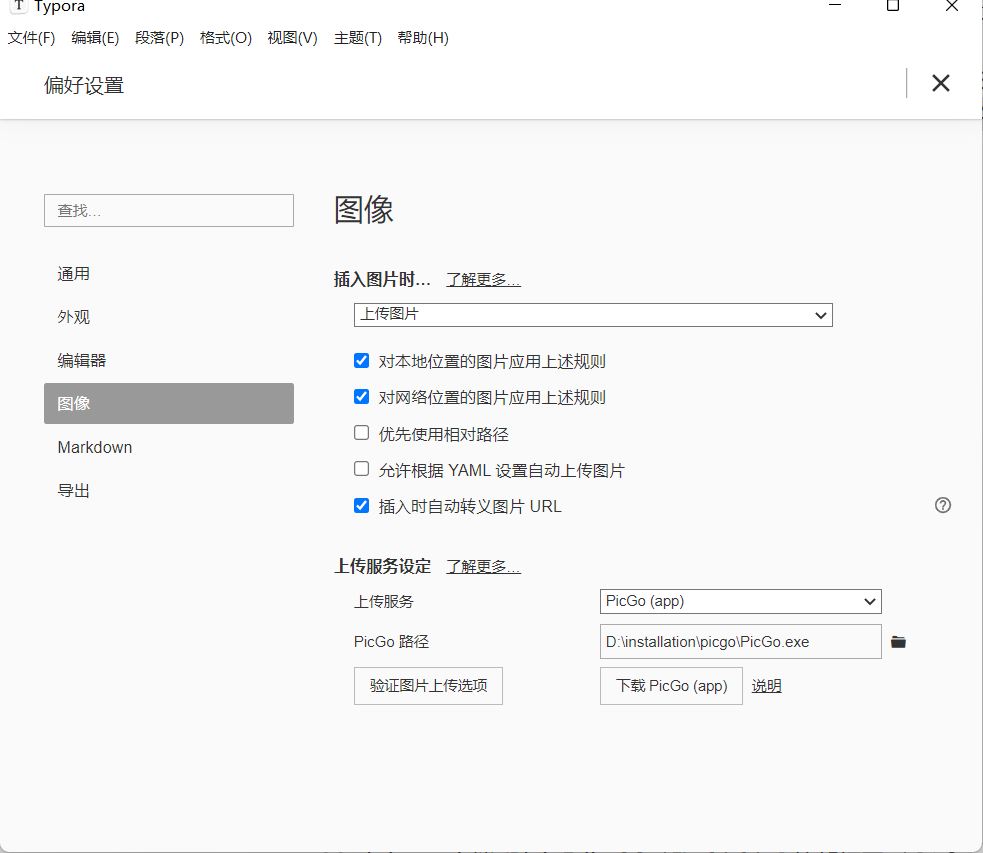 T Typora
文件(F) 编辑(E) 段落(P) 格式(O) 视图(V) 主题(T) 帮助(H)
偏好设置
查找...
通用
外观
编辑器
图像
Markdown
导出
图像
插入图片时... 了解更多...
上传图片
对本地位置的图片应用上述规则
对网络位置的图片应用上述规则
优先使用相对路径
允许根据 YAML 设置自动上传图片
插入时自动转义图片 URL
上传服务设定 了解更多...
上传服务 PicGo (app)
PicGo 路径 D:\installation\picgo\PicGo.exe
验证图片上传选项 下载 PicGo (app) 说明